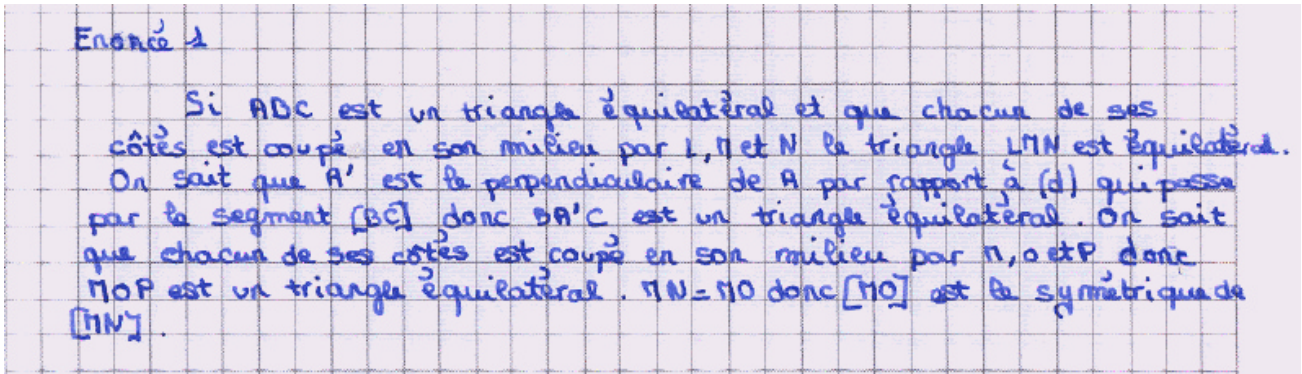 Enoncé 1
Si ABC est un triangle équilatéral et que chacun de ses
côtés est coupé en son milieu par L, M et N le triangle LMN est équilatéral.
On sait que A' est le perpendiculaire de A par rapport à (d) qui passe
par le segment [BC] donc BA'C est un triangle équilatéral. On sait
que chacun de ses côtés est coupé en son milieu par M, O et P donc
MOP est un triangle équilatéral. MN=MO donc [MO] est le symétrique de
[MN].